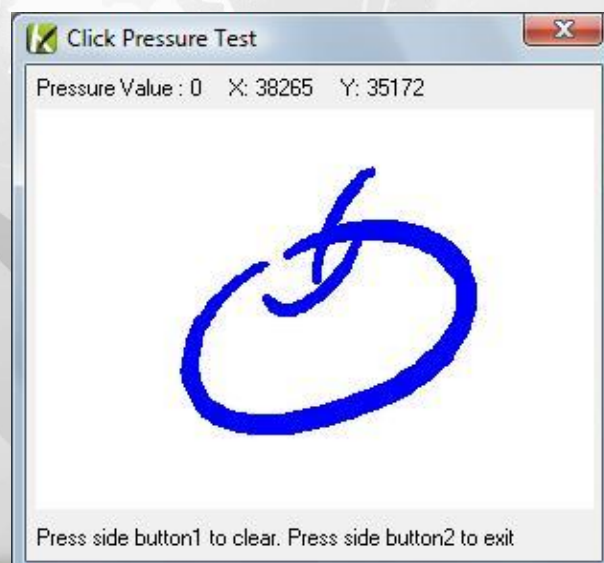 Click Pressure Test
Pressure Value : 0 X: 38265 Y: 35172
Press side button1 to clear. Press side button2 to exit